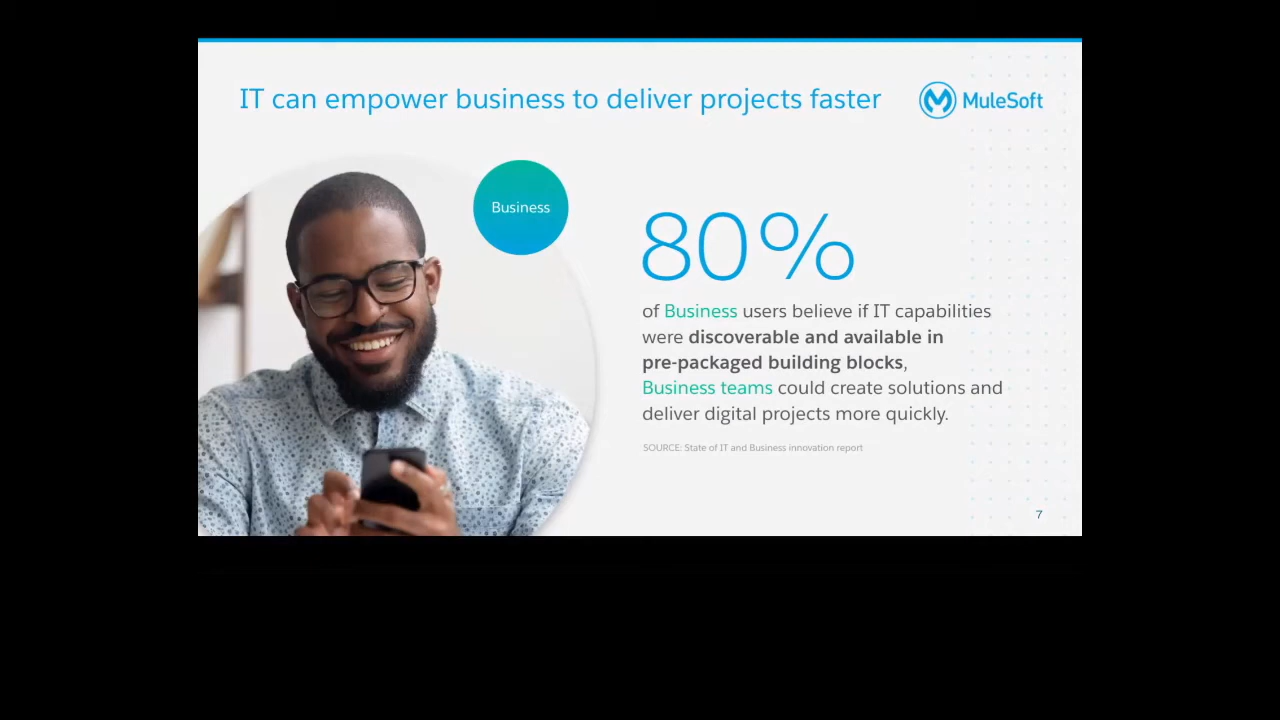 IT can empower business to deliver projects faster
MuleSoft
Business
80%
of Business users believe if IT capabilities
were discoverable and available in
pre-packaged building blocks,
Business teams could create solutions and
deliver digital projects more quickly.
SOURCE: State of IT and Business innovation report
7